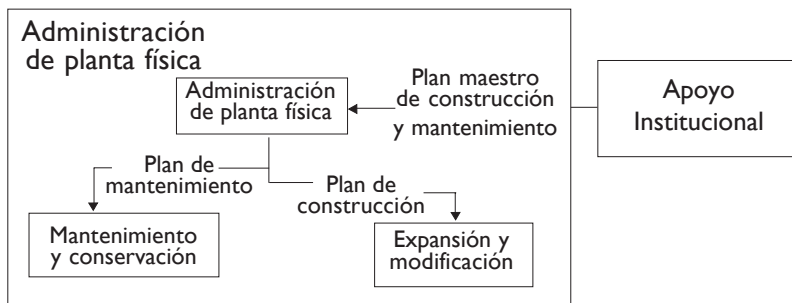 Administración
de planta física
Administración
de planta física
Plan maestro
de construcción
y mantenimiento
Apoyo
Institucional
Plan de
mantenimiento
Plan de
construcción
Mantenimiento
y conservación
Expansión y
modificación